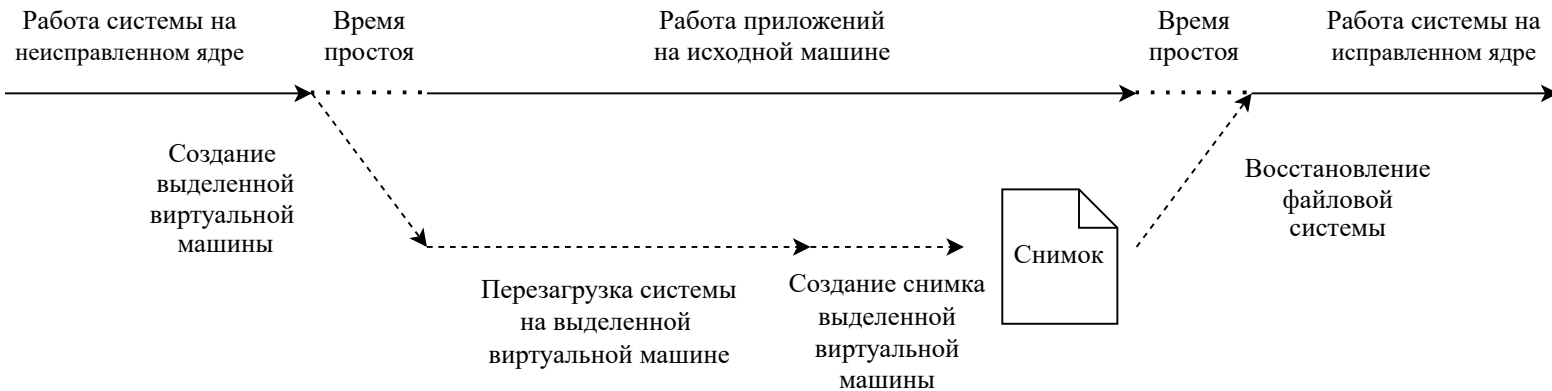 Работа системы на
неисправленном ядре
Время
простоя
Работа приложений
на исходной машине
Время
простоя
Работа системы на
исправленном ядре
Создание
выделенной
виртуальной
машины
Перезагрузка системы
на выделенной
виртуальной машине
Создание снимка
выделенной
виртуальной
машины
Снимок
Восстановление
файловой
системы